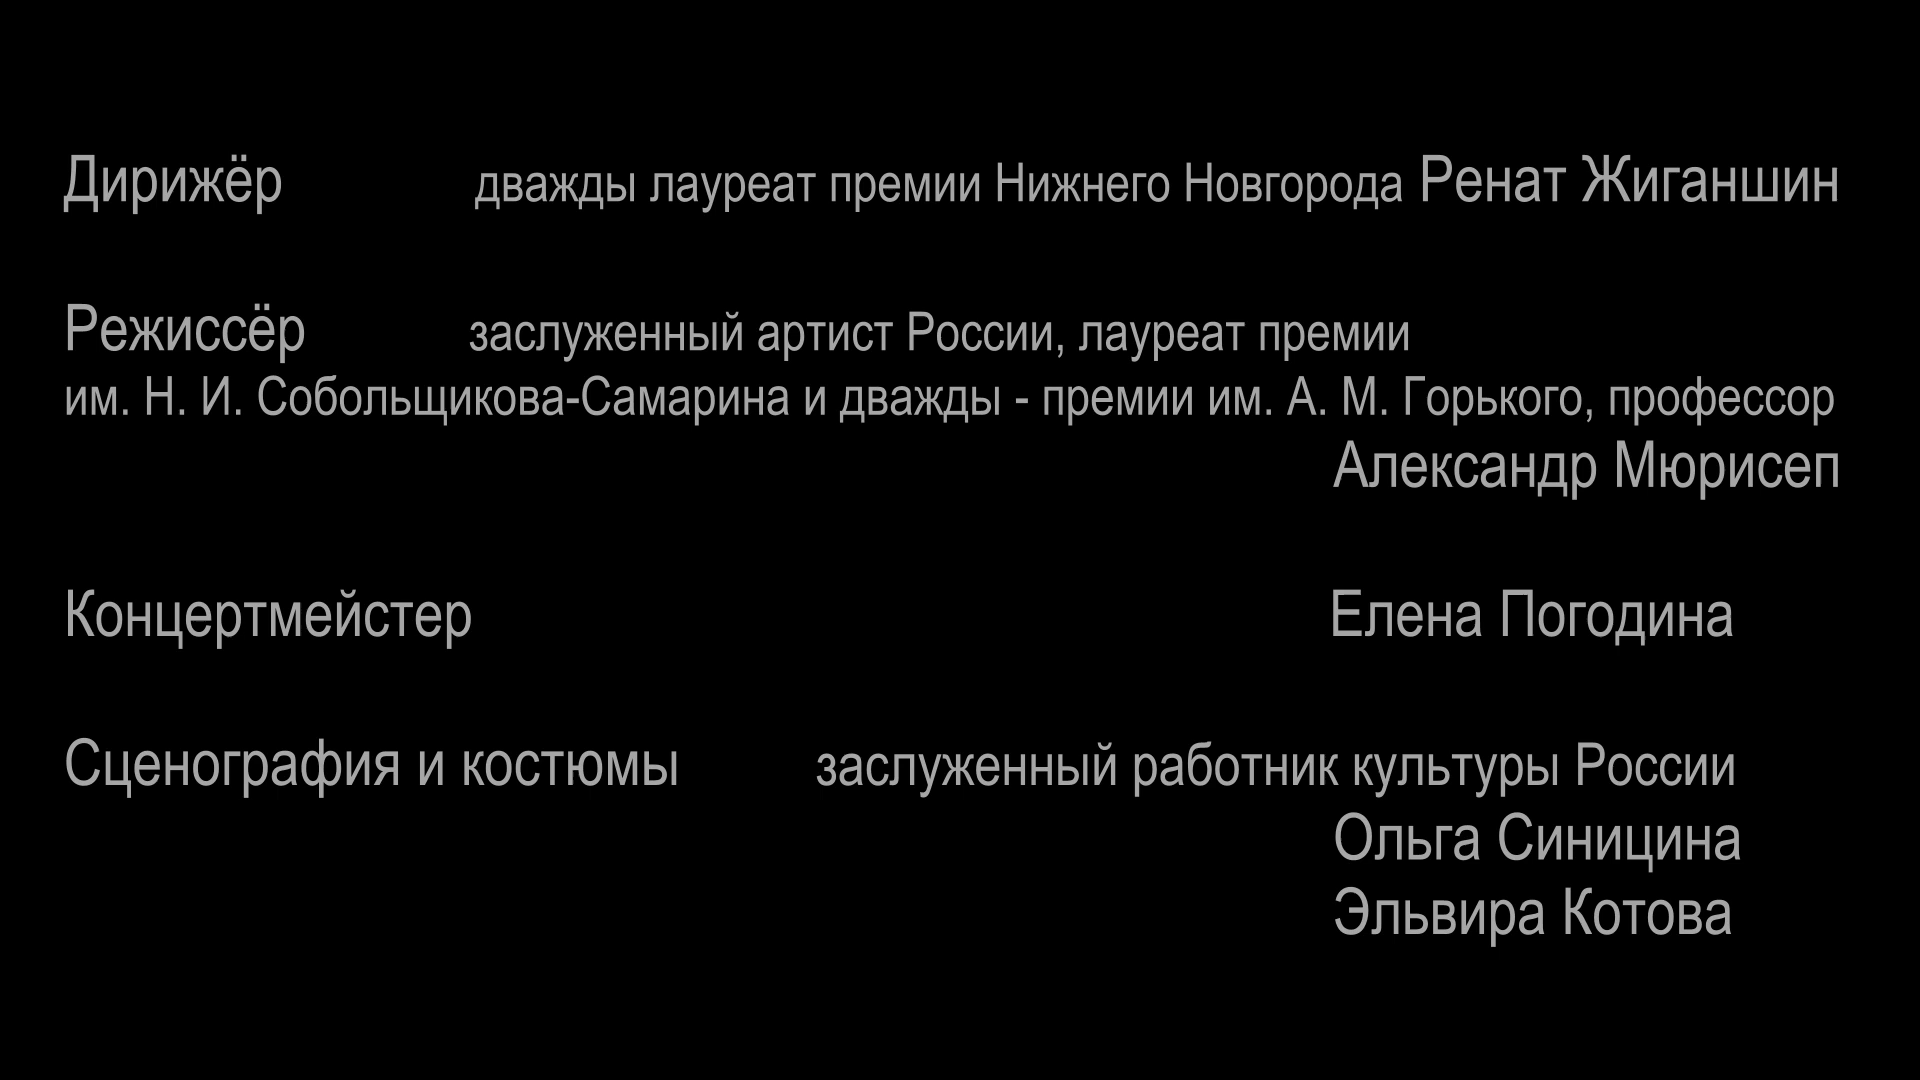 Дирижёр дважды лауреат премии Нижнего Новгорода Ренат Жиганшин
Режиссёр заслуженный артист России, лауреат премии
им. Н. И. Собольщикова-Самарина и дважды - премии им. А. М. Горького, профессор
Александр Мюрисеп
Концертмейстер Елена Погодина
Сценография и костюмы заслуженный работник культуры России
Ольга Синицина
Эльвира Котова